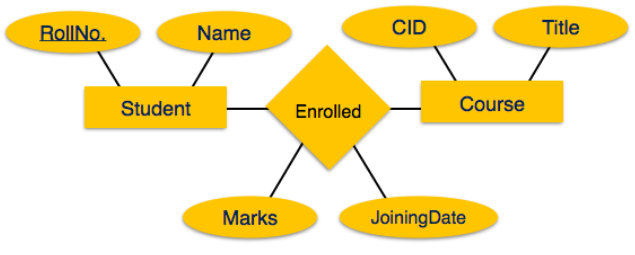 RollNo.
Name
CID
Title
Student
Enrolled
Course
Marks
JoiningDate